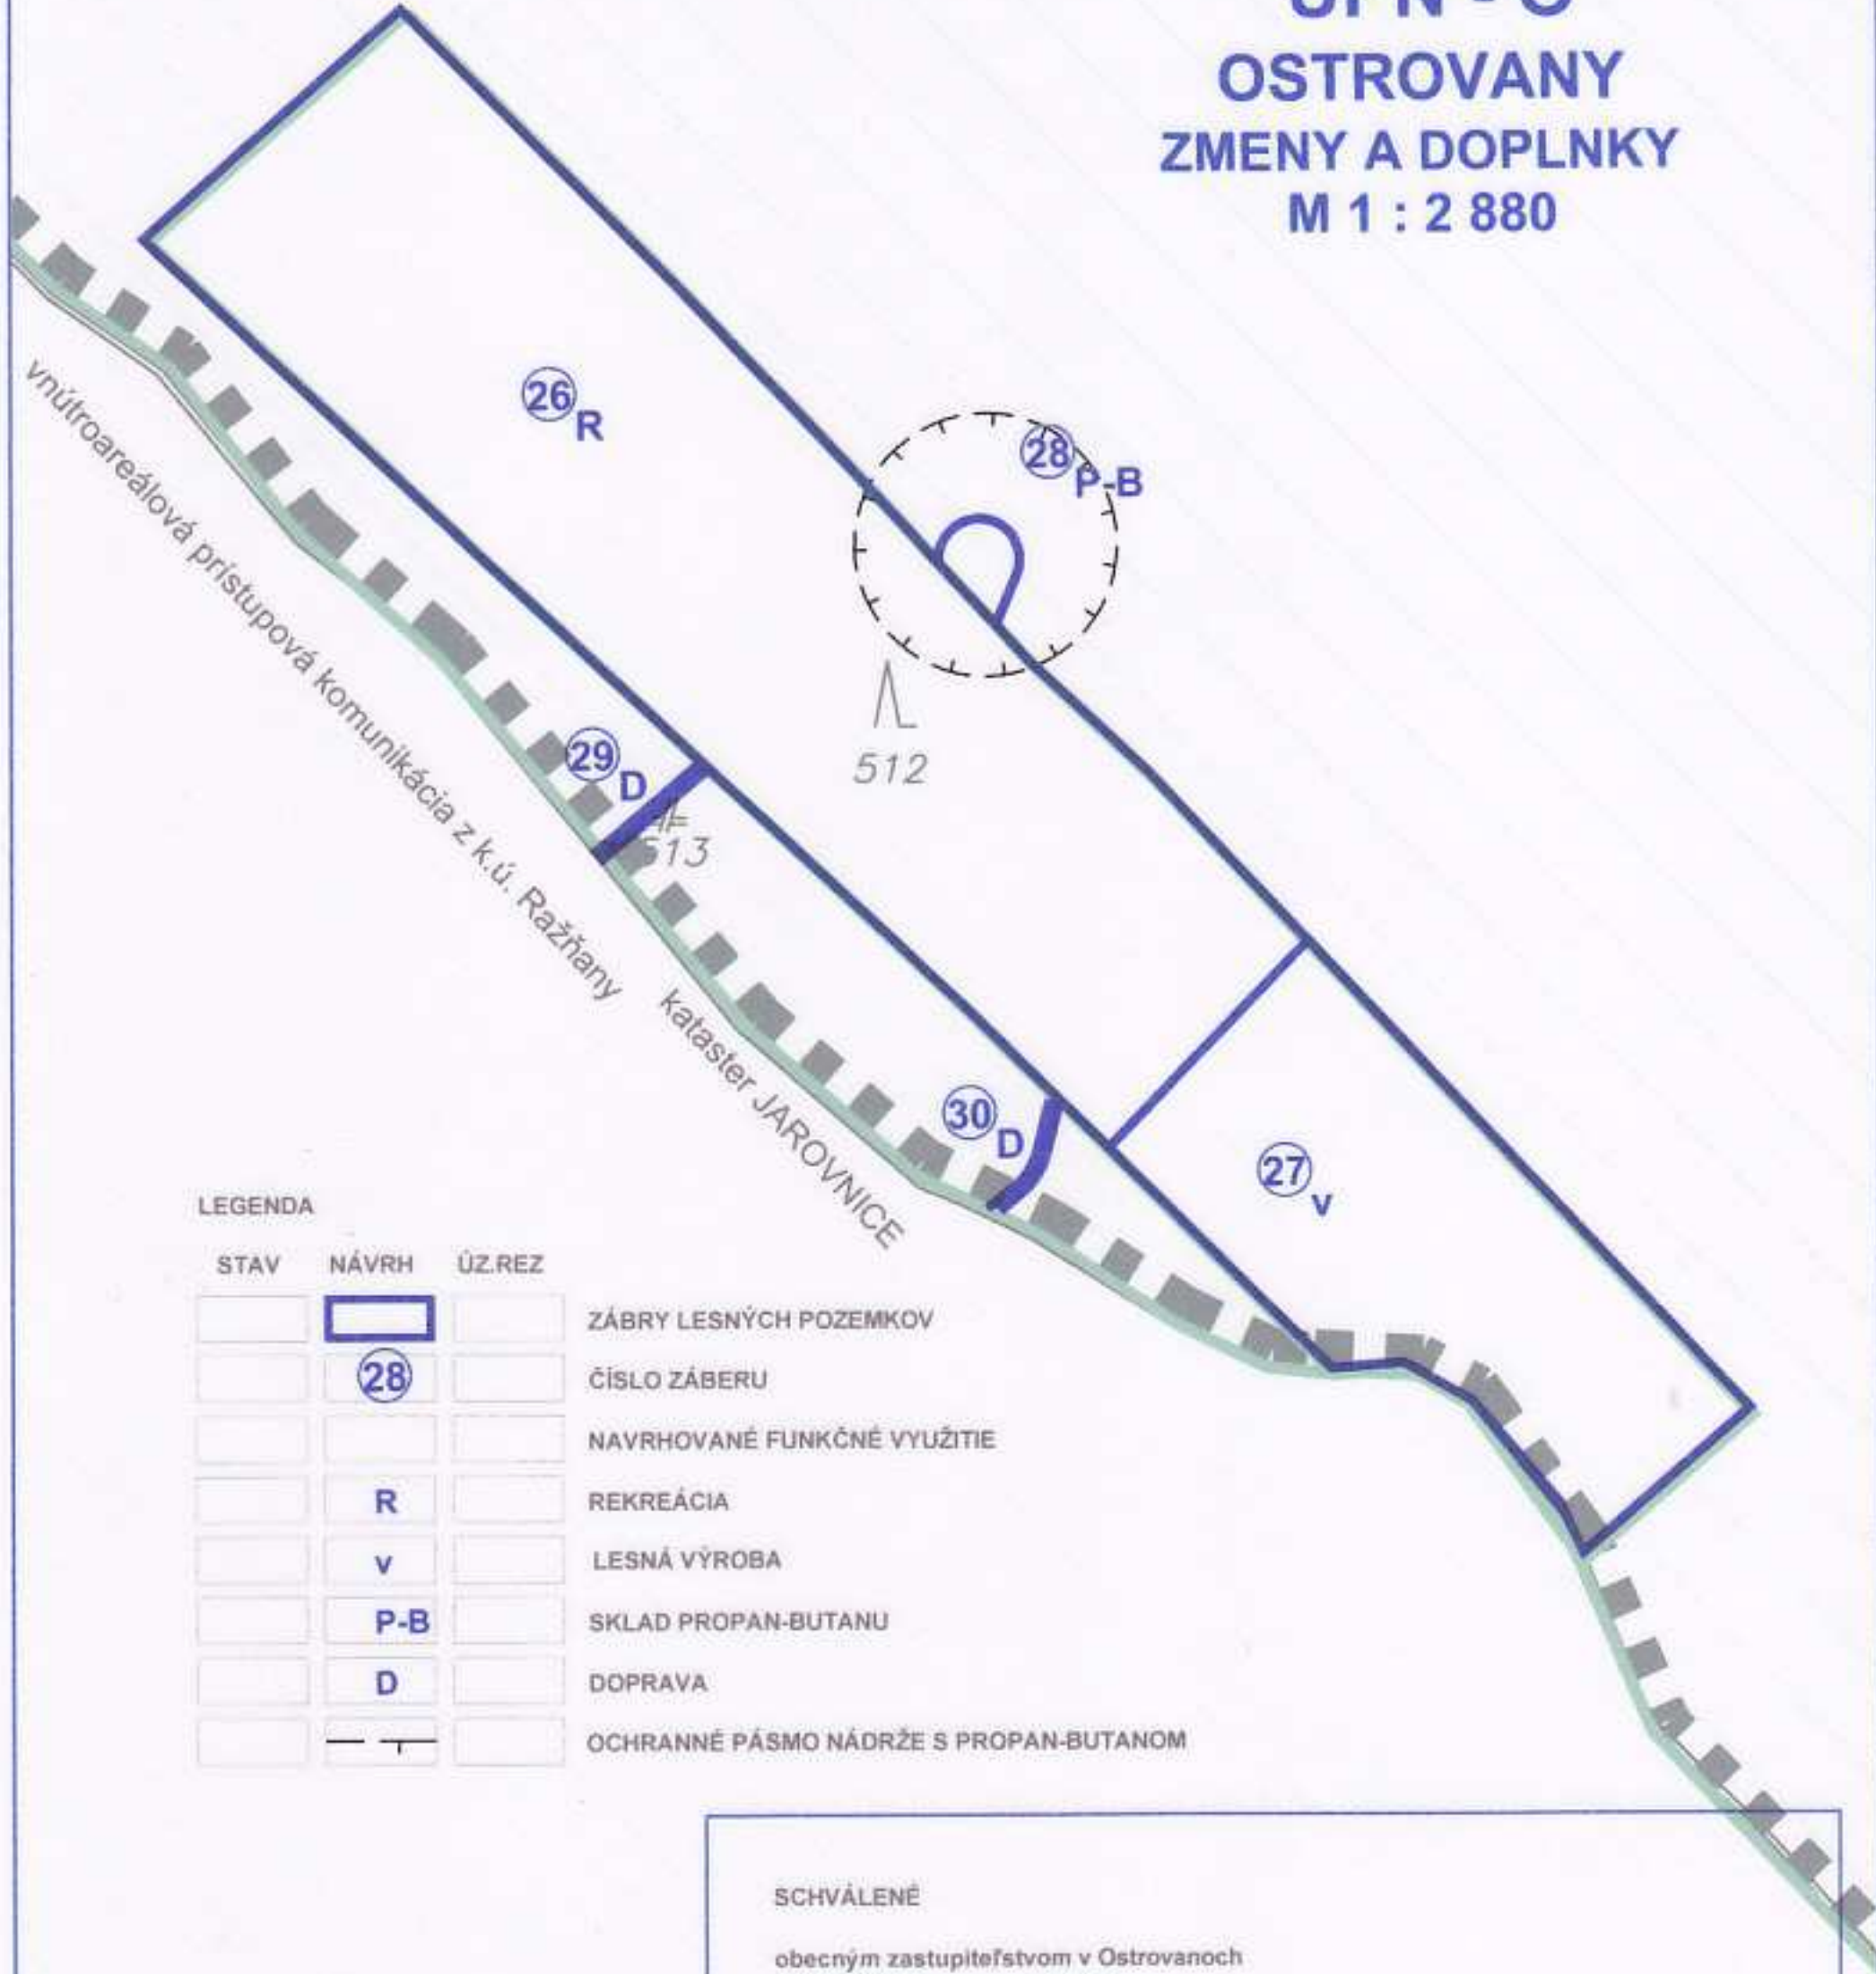 OSTROVANY
ZMENY A DOPLNKY
M 1 : 2 880
26 R
28 P-B
512
29 D
513
vnútroareálová prístupová komunikácia z k.ú. Ražňany
kataster JAROVNICE
30 D
27 v
LEGENDA
STAV NÁVRH ÚZ.REZ
ZÁBRY LESNÝCH POZEMKOV
28 ČÍSLO ZÁBERU
NAVRHOVANÉ FUNKČNÉ VYUŽITIE
R REKREÁCIA
v LESNÁ VÝROBA
P-B SKLAD PROPAN-BUTANU
D DOPRAVA
OCHRANNÉ PÁSMO NÁDRŽE S PROPAN-BUTANOM
SCHVÁLENÉ
obecným zastupiteľstvom v Ostrovanoch